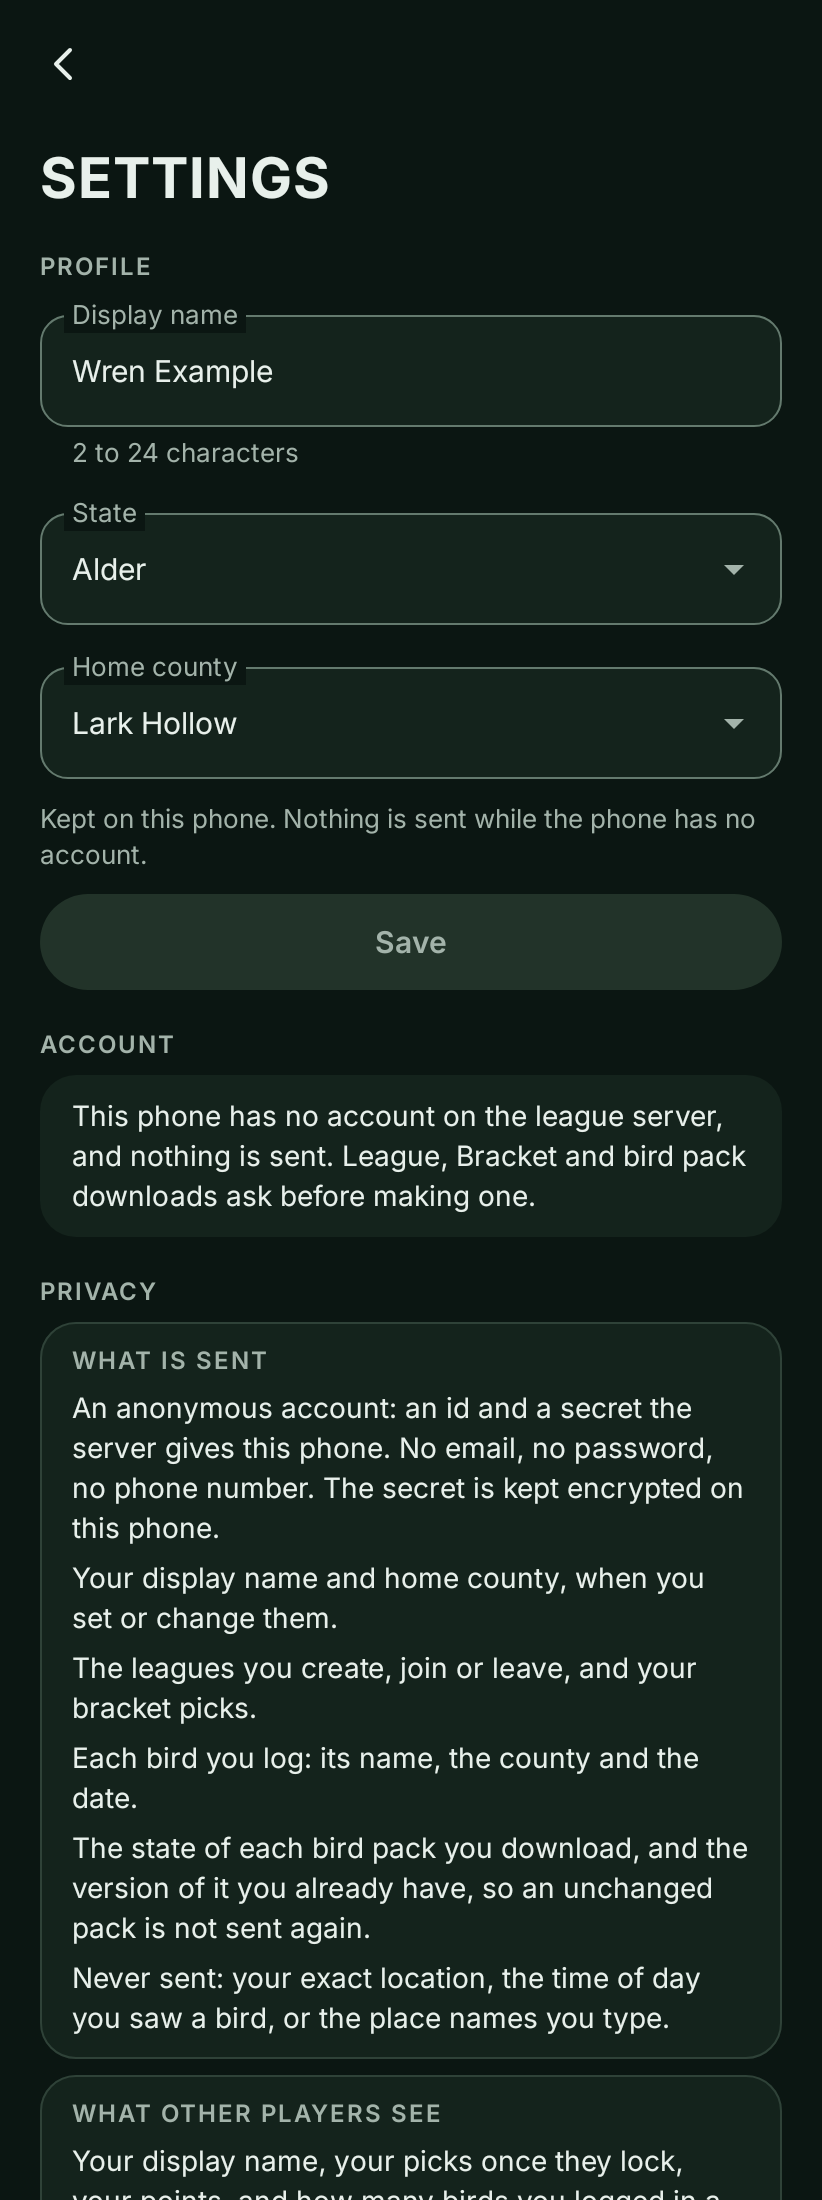 SETTINGS
PROFILE
Display name
Wren Example
2 to 24 characters
State
Alder
Home county
Lark Hollow
Kept on this phone. Nothing is sent while the phone has no
account.
Save
ACCOUNT
This phone has no account on the league server,
and nothing is sent. League, Bracket and bird pack
downloads ask before making one.
PRIVACY
WHAT IS SENT
An anonymous account: an id and a secret the
server gives this phone. No email, no password,
no phone number. The secret is kept encrypted on
this phone.
Your display name and home county, when you
set or change them.
The leagues you create, join or leave, and your
bracket picks.
Each bird you log: its name, the county and the
date.
The state of each bird pack you download, and the
version of it you already have, so an unchanged
pack is not sent again.
Never sent: your exact location, the time of day
you saw a bird, or the place names you type.
WHAT OTHER PLAYERS SEE
Your display name, your picks once they lock,
your points, and how many birds you logged in a